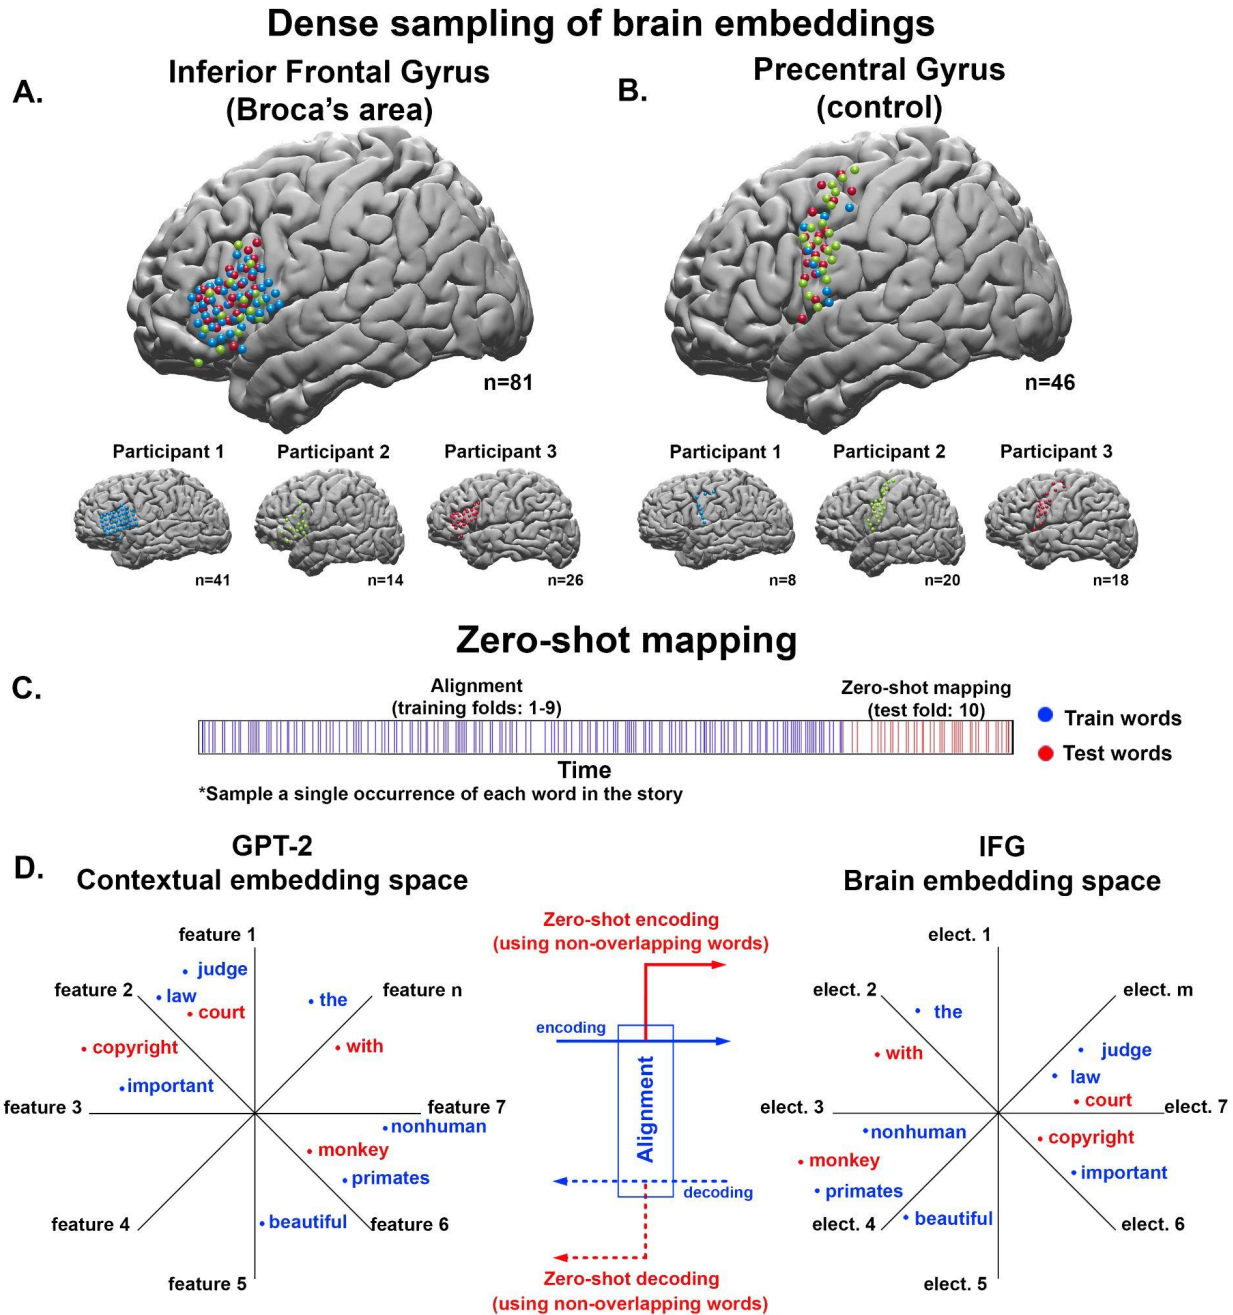 Dense sampling of brain embeddings
A.
Inferior Frontal Gyrus
(Broca's area)
n=81
Participant 1
n=41
Participant 2
n=14
Participant 3
n=26
B.
Precentral Gyrus
(control)
n=46
Participant 1
n=8
Participant 2
n=20
Participant 3
n=18
Zero-shot mapping
C.
Alignment
(training folds: 1-9)
Zero-shot mapping
(test fold: 10)
Train words
Test words
Time
*Sample a single occurrence of each word in the story
D.
GPT-2
Contextual embedding space
feature 1
judge
feature 2
law
court
the
feature n
copyright
with
important
feature 3
feature 7
nonhuman
monkey
primates
feature 4
beautiful
feature 6
feature 5
Zero-shot encoding
(using non-overlapping words)
encoding
Alignment
decoding
Zero-shot decoding
(using non-overlapping words)
IFG
Brain embedding space
elect. 1
elect. 2
the
elect. m
with
judge
law
court
elect. 3
elect. 7
nonhuman
copyright
monkey
important
primates
elect. 4
beautiful
elect. 6
elect. 5